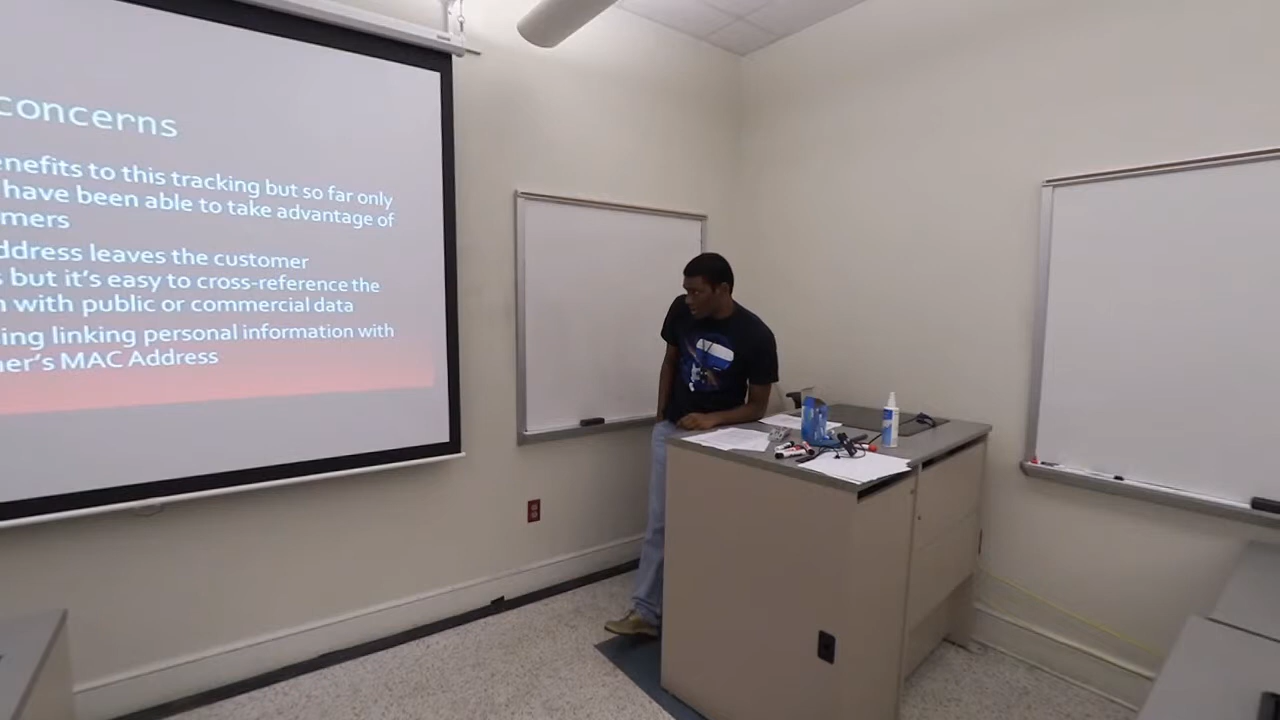 concerns
enefits to this tracking but so far only
have been able to take advantage of
mers
ddress leaves the customer
s but it's easy to cross-reference the
n with public or commercial data
ing linking personal information with
er's MAC Address